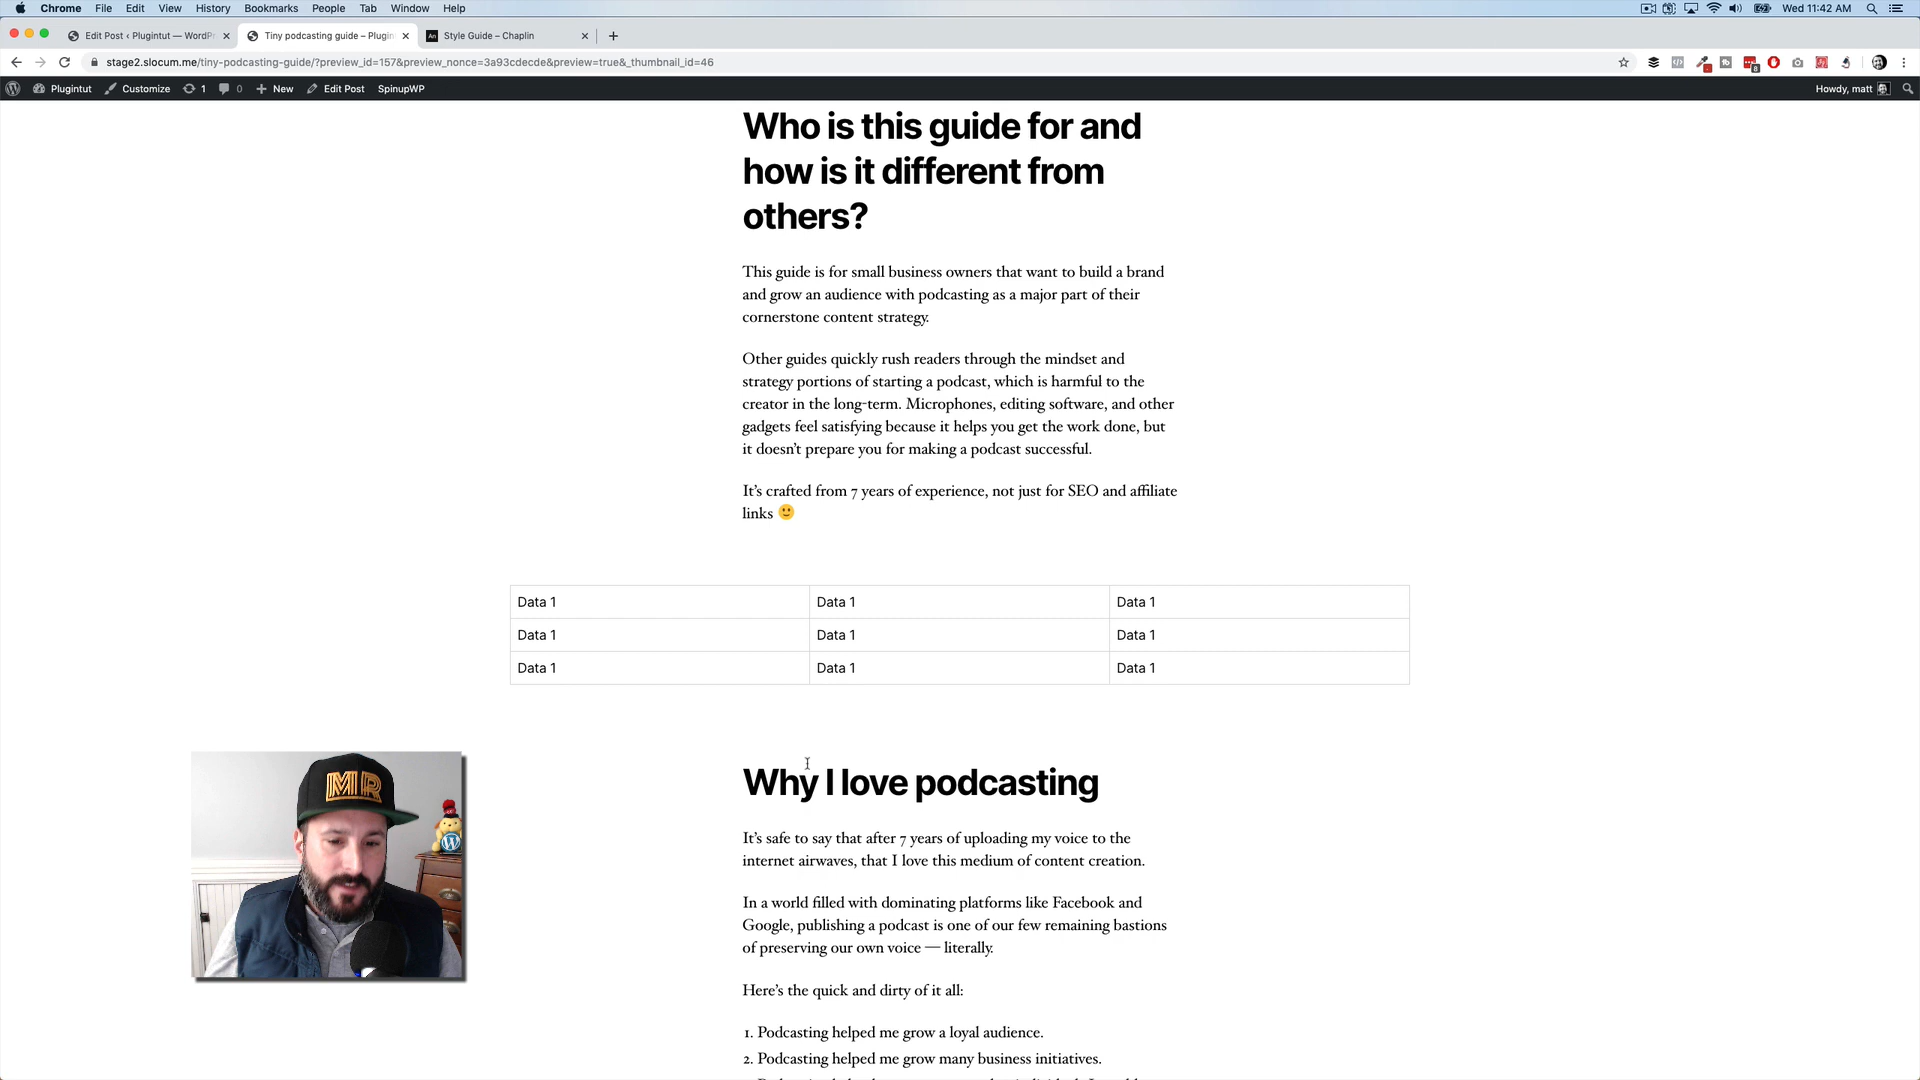 Chrome File Edit View History Bookmarks People Tab Window Help Wed 11:42 AM
Edit Post ‹ Plugintut — WordPr Tiny podcasting guide – Plugin Style Guide – Chaplin
stage2.slocum.me/tiny-podcasting-guide/?preview_id=157&preview_nonce=3a93cdecde&preview=true&_thumbnail_id=46
Plugintut Customize 1 0 New Edit Post SpinupWP Howdy, matt
Who is this guide for and
how is it different from
others?
This guide is for small business owners that want to build a brand
and grow an audience with podcasting as a major part of their
cornerstone content strategy.
Other guides quickly rush readers through the mindset and
strategy portions of starting a podcast, which is harmful to the
creator in the long-term. Microphones, editing software, and other
gadgets feel satisfying because it helps you get the work done, but
it doesn't prepare you for making a podcast successful.
It's crafted from 7 years of experience, not just for SEO and affiliate
links 🙂
Data 1 Data 1 Data 1
Data 1 Data 1 Data 1
Data 1 Data 1 Data 1
MR
Why I love podcasting
It's safe to say that after 7 years of uploading my voice to the
internet airwaves, that I love this medium of content creation.
In a world filled with dominating platforms like Facebook and
Google, publishing a podcast is one of our few remaining bastions
of preserving our own voice — literally.
Here's the quick and dirty of it all:
1. Podcasting helped me grow a loyal audience.
2. Podcasting helped me grow many business initiatives.